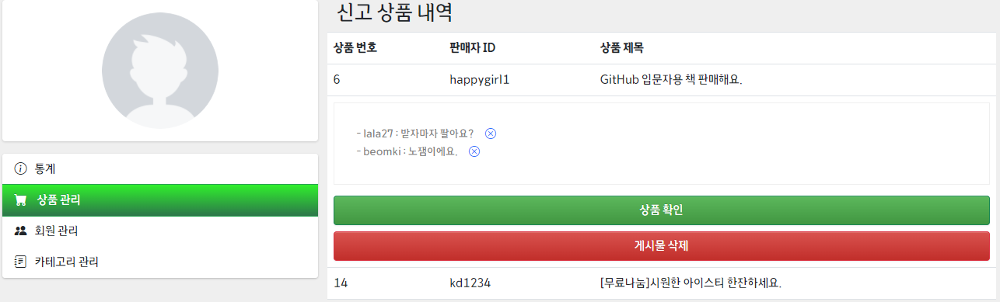 통계
상품 관리
회원 관리
카테고리 관리
신고 상품 내역
상품 번호 판매자 ID 상품 제목
6 happygirl1 GitHub 입문자용 책 판매해요.
- lala27 : 받자마자 팔아요?
- beomki : 노잼이에요.
상품 확인
게시물 삭제
14 kd1234 [무료나눔]시원한 아이스티 한잔하세요.